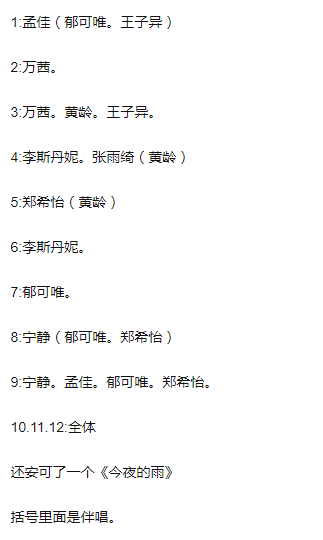 1:孟佳（郁可唯。王子异）
2:万茜。
3:万茜。黄龄。王子异。
4:李斯丹妮。张雨绮（黄龄）
5:郑希怡（黄龄）
6:李斯丹妮。
7:郁可唯。
8:宁静（郁可唯。郑希怡）
9:宁静。孟佳。郁可唯。郑希怡。
10.11.12:全体
还安可了一个《今夜的雨》
括号里面是伴唱。